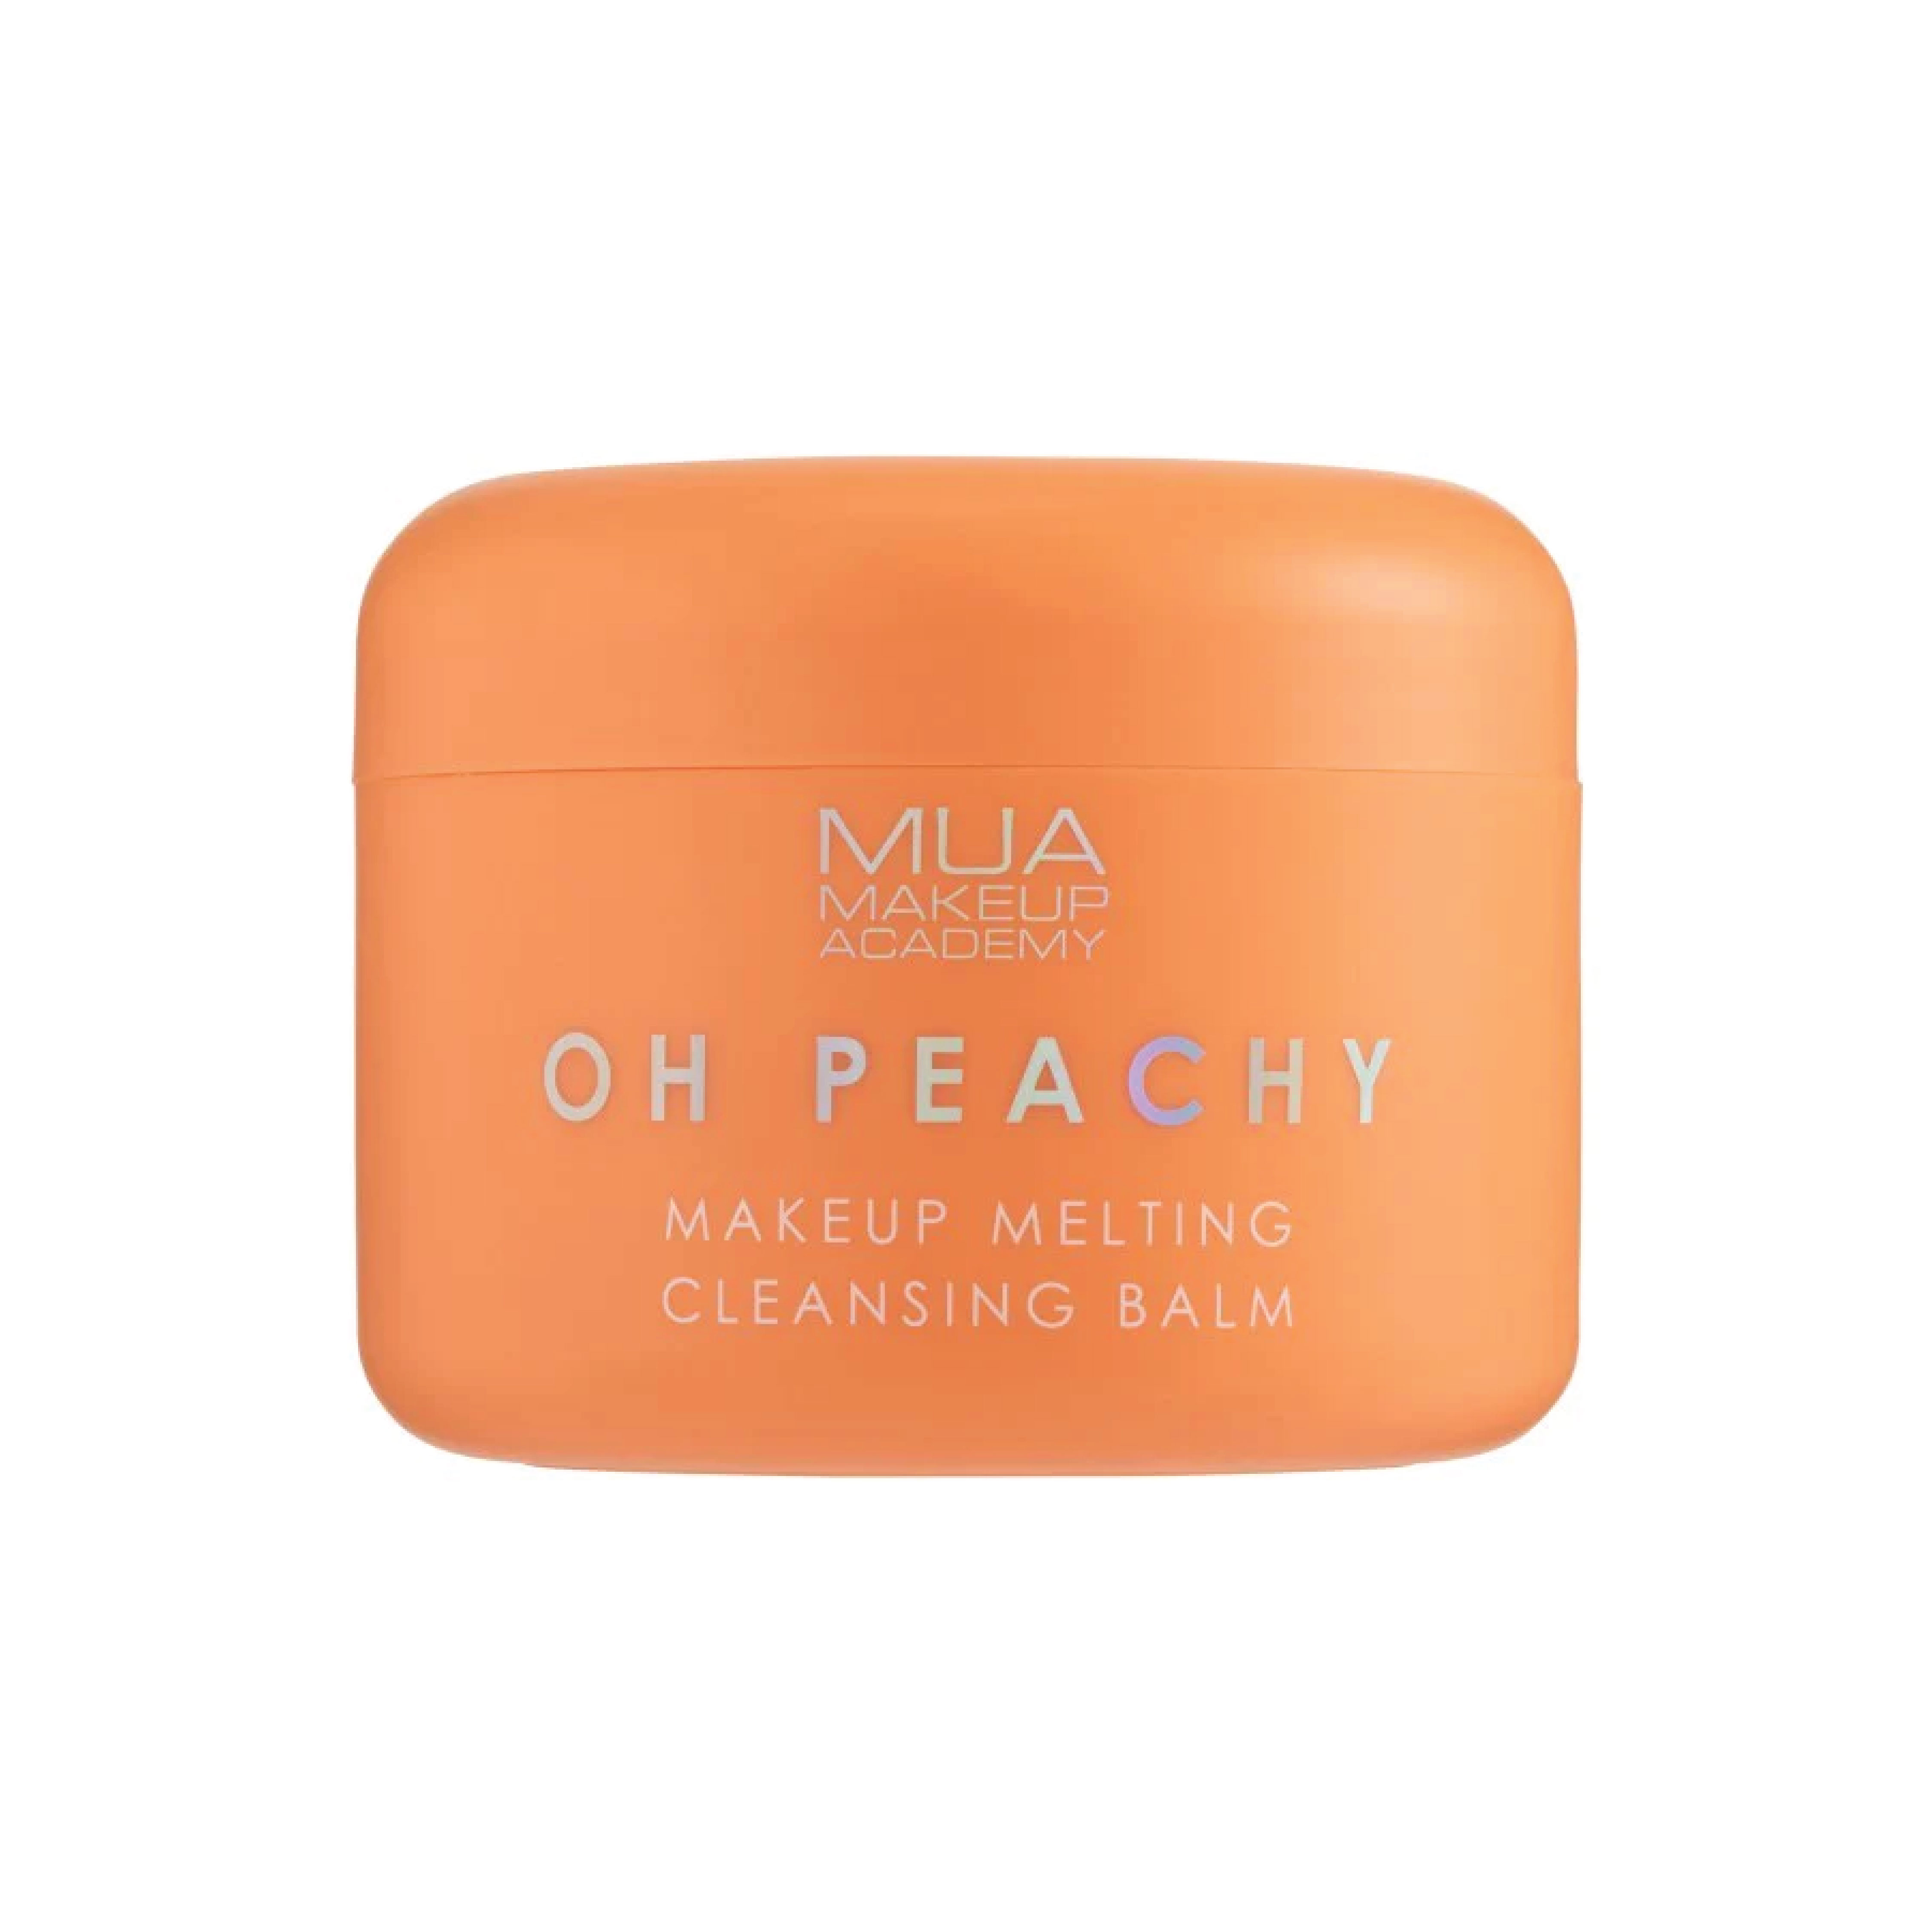 MUA
MAKEUP
ACADEMY
OH PEACHY
MAKEUP MELTING
CLEANSING BALM